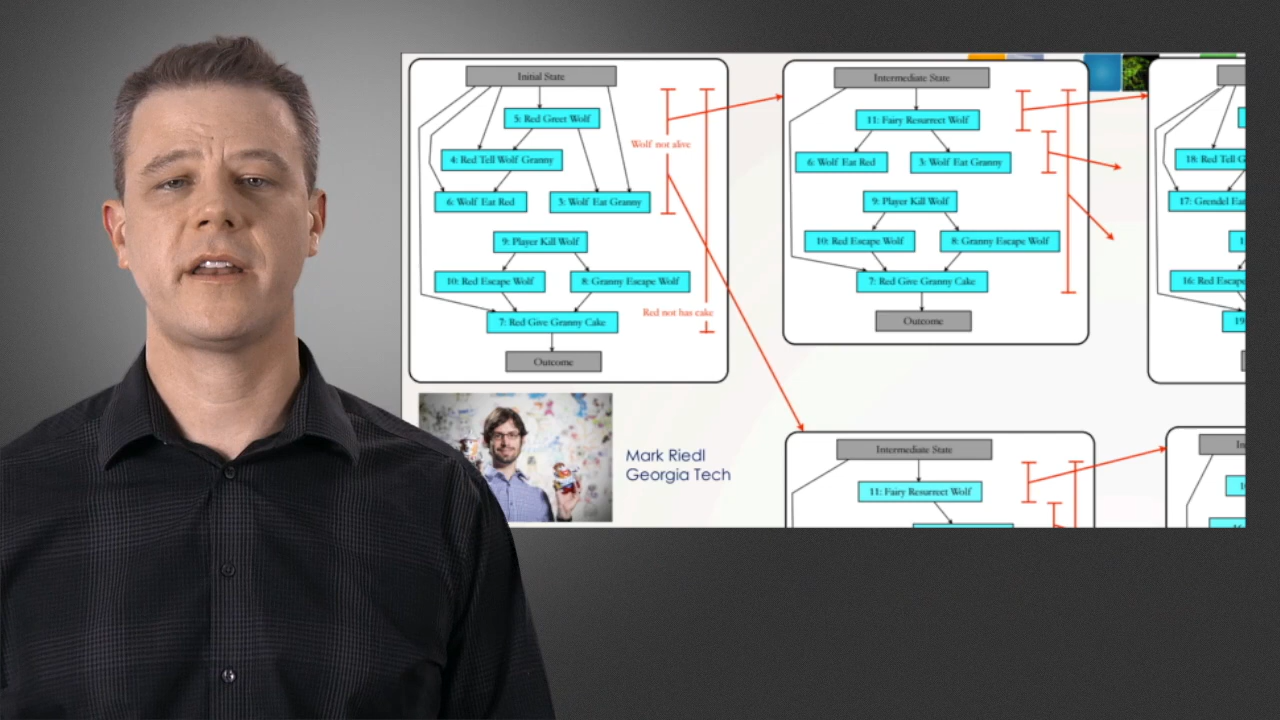 Initial State
5: Red Greet Wolf
4: Red Tell Wolf Granny
6: Wolf Eat Red
3: Wolf Eat Granny
9: Player Kill Wolf
10: Red Escape Wolf
8: Granny Escape Wolf
7: Red Give Granny Cake
Outcome
Wolf not alive
Red not has cake
Intermediate State
11: Fairy Resurrect Wolf
6: Wolf Eat Red
3: Wolf Eat Granny
9: Player Kill Wolf
10: Red Escape Wolf
8: Granny Escape Wolf
7: Red Give Granny Cake
Outcome
18: Red Tell G
17: Grendel Ea
16: Red Escap
19
Mark Riedl
Georgia Tech
Intermediate State
11: Fairy Resurrect Wolf
In